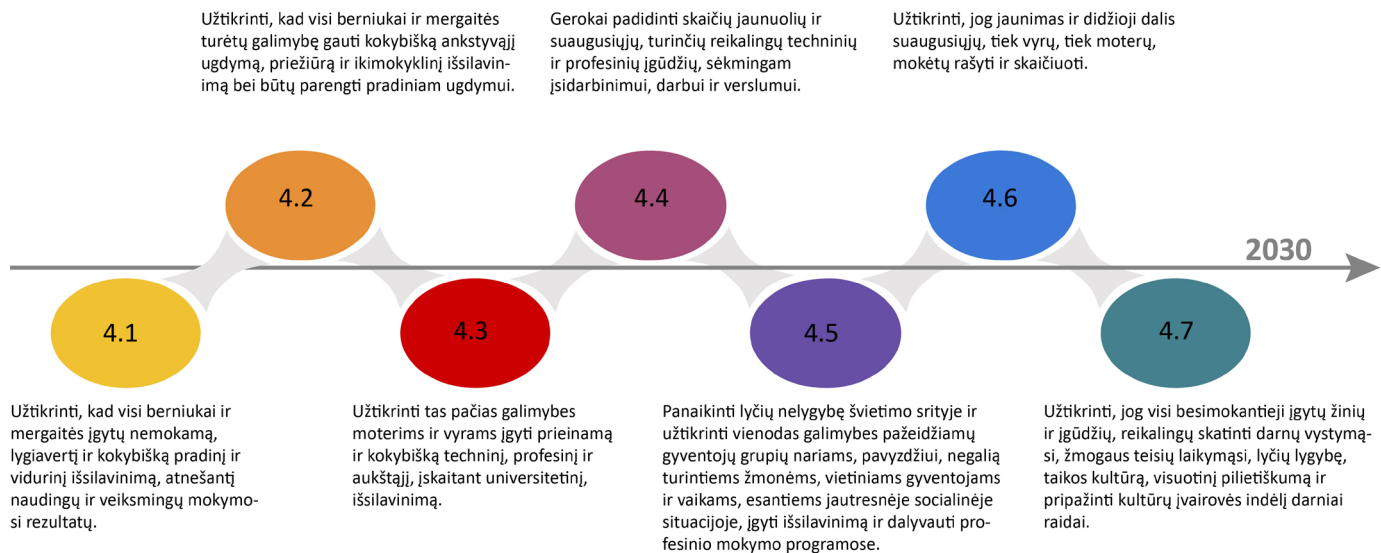 Užtikrinti, kad visi berniukai ir mergaitės
turėtų galimybę gauti kokybišką ankstyvąjį
ugdymą, priežiūrą ir ikimokyklinį išsilavin-
imą bei būtų parengti pradiniam ugdymui.
Gerokai padidinti skaičių jaunuolių ir
suaugusiųjų, turinčių reikalingų techninių
ir profesinių įgūdžių, sėkmingam
įsidarbinimui, darbui ir verslumui.
Užtikrinti, jog jaunimas ir didžioji dalis
suaugusiųjų, tiek vyrų, tiek moterų,
mokėtų rašyti ir skaičiuoti.
4.2
4.4
4.6
2030
4.1
4.3
4.5
4.7
Užtikrinti, kad visi berniukai ir
mergaitės įgytų nemokamą,
lygiavertį ir kokybišką pradinį ir
vidurinį išsilavinimą, atnešantį
naudingų ir veiksmingų mokymo-
si rezultatų.
Užtikrinti tas pačias galimybes
moterims ir vyrams įgyti prieinamą
ir kokybišką techninį, profesinį ir
aukštąjį, įskaitant universitetinį,
išsilavinimą.
Panaikinti lyčių nelygybę švietimo srityje ir
užtikrinti vienodas galimybes pažeidžiamų
gyventojų grupių nariams, pavyzdžiui, negalią
turintiems žmonėms, vietiniams gyventojams
ir vaikams, esantiems jautresnėje socialinėje
situacijoje, įgyti išsilavinimą ir dalyvauti pro-
fesinio mokymo programose.
Užtikrinti, jog visi besimokantieji įgytų žinių
ir įgūdžių, reikalingų skatinti darnų vystymą-
si, žmogaus teisių laikymąsi, lyčių lygybę,
taikos kultūrą, visuotinį pilietiškumą ir
pripažinti kultūrų įvairovės indėlį darniai
raidai.